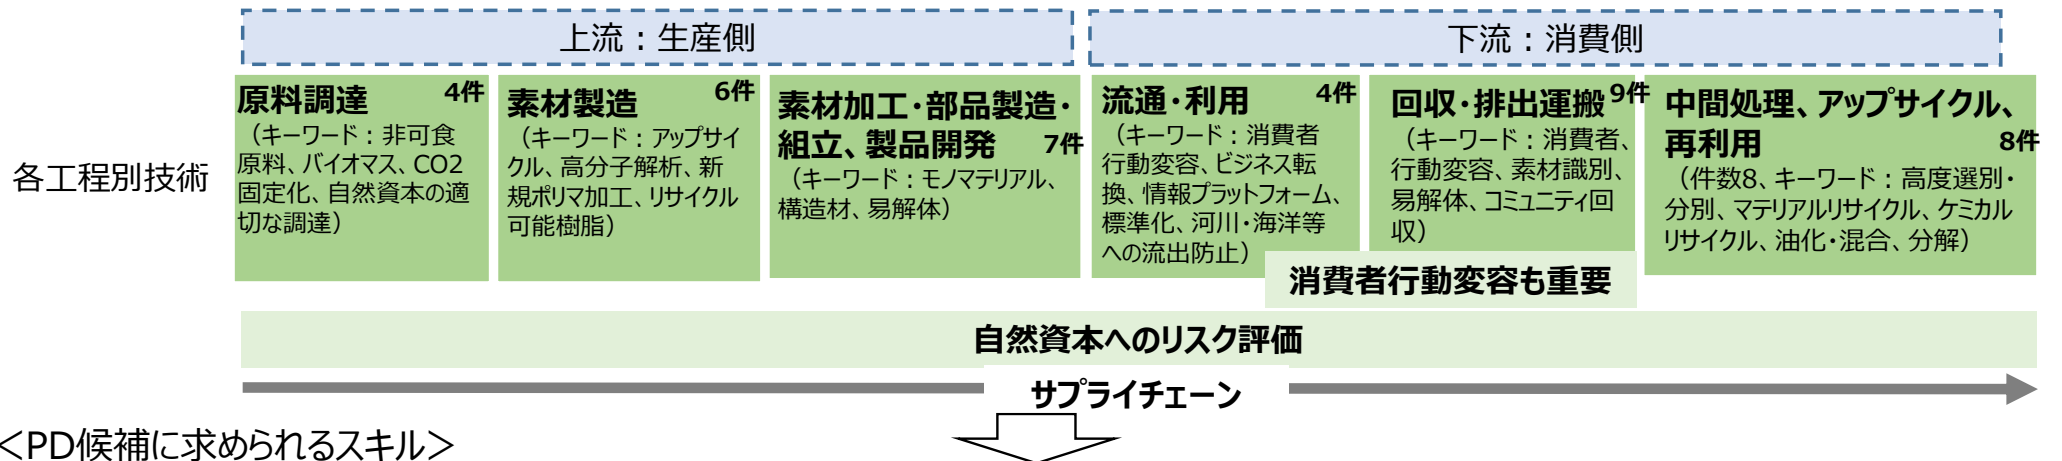 上流：生産側
下流：消費側
各工程別技術
原料調達 4件
（キーワード：非可食
原料、バイオマス、CO2
固定化、自然資本の適
切な調達）
素材製造 6件
（キーワード：アップサイ
クル、高分子解析、新
規ポリマ加工、リサイクル
可能樹脂）
素材加工・部品製造・
組立、製品開発 7件
（キーワード：モノマテリアル、
構造材、易解体）
流通・利用 4件
（キーワード：消費者
行動変容、ビジネス転
換、情報プラットフォーム、
標準化、河川・海洋等
への流出防止）
回収・排出運搬 9件
（キーワード：消費者、
行動変容、素材識別、
易解体、コミュニティ回
収）
中間処理、アップサイクル、
再利用 8件
（件数8、キーワード：高度選別・
分別、マテリアルリサイクル、ケミカル
リサイクル、油化・混合、分解）
消費者行動変容も重要
自然資本へのリスク評価
サプライチェーン
＜PD候補に求められるスキル＞